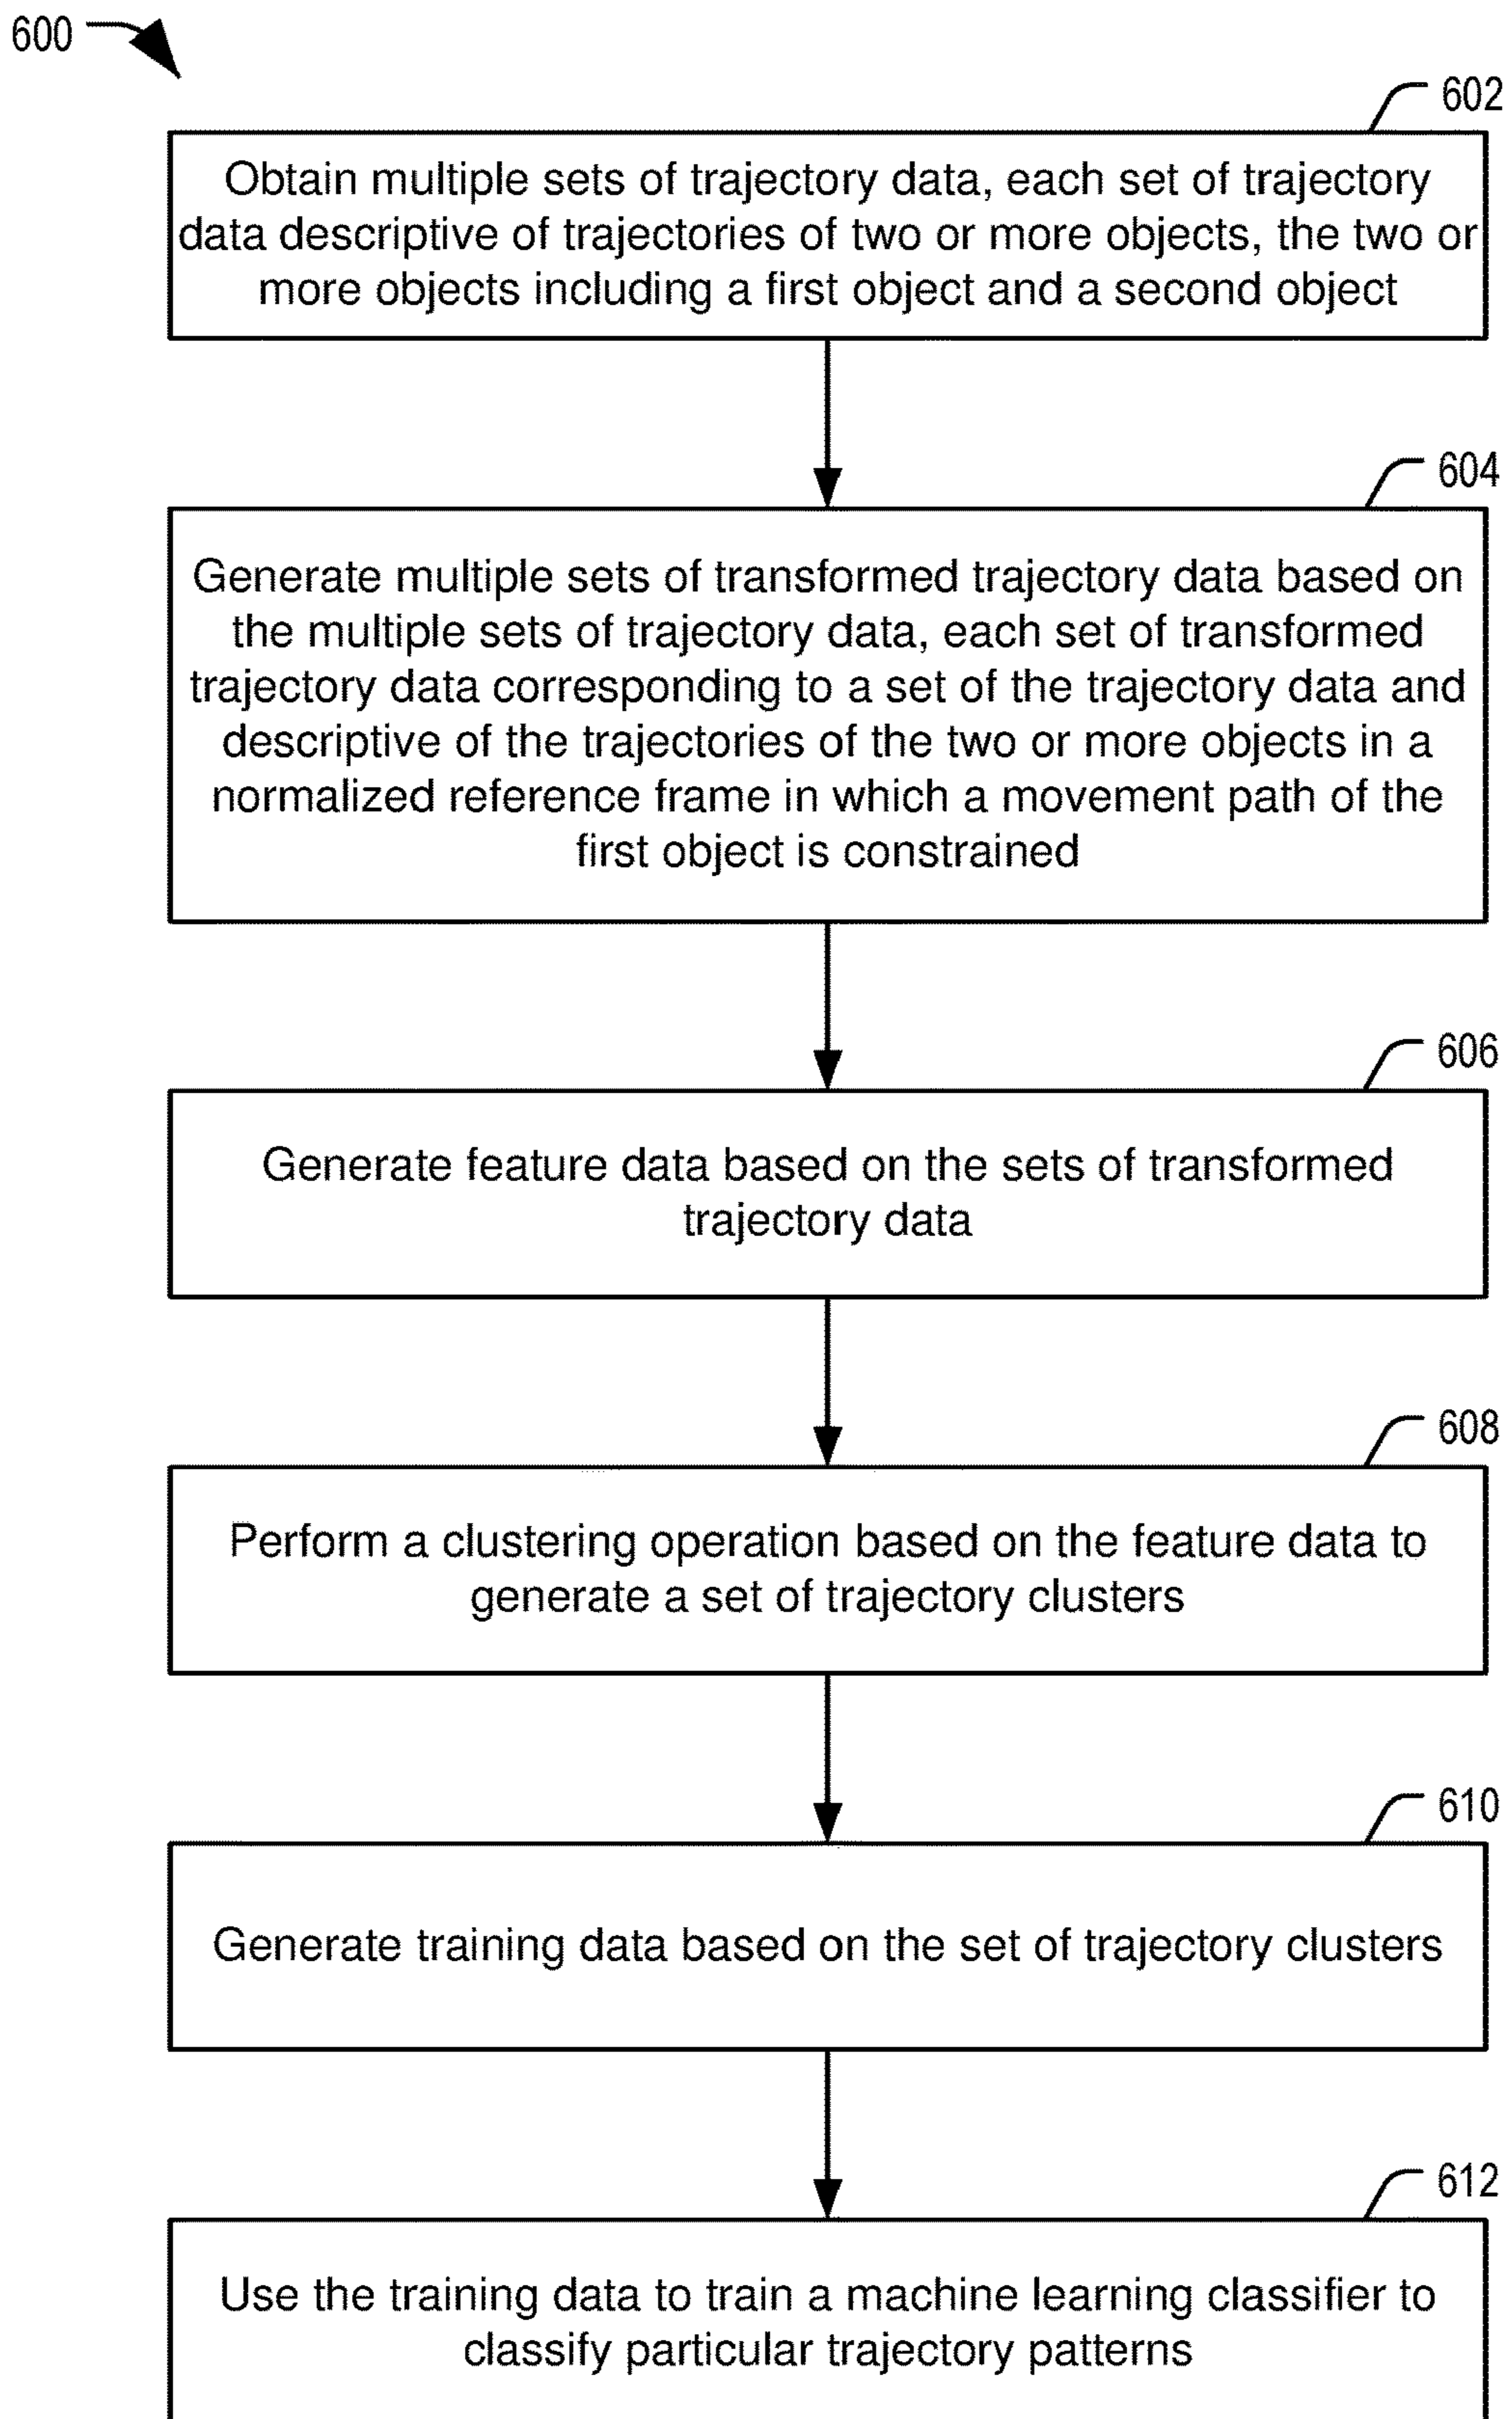 600
602
Obtain multiple sets of trajectory data, each set of trajectory
data descriptive of trajectories of two or more objects, the two or
more objects including a first object and a second object
604
Generate multiple sets of transformed trajectory data based on
the multiple sets of trajectory data, each set of transformed
trajectory data corresponding to a set of the trajectory data and
descriptive of the trajectories of the two or more objects in a
normalized reference frame in which a movement path of the
first object is constrained
606
Generate feature data based on the sets of transformed
trajectory data
608
Perform a clustering operation based on the feature data to
generate a set of trajectory clusters
610
Generate training data based on the set of trajectory clusters
612
Use the training data to train a machine learning classifier to
classify particular trajectory patterns